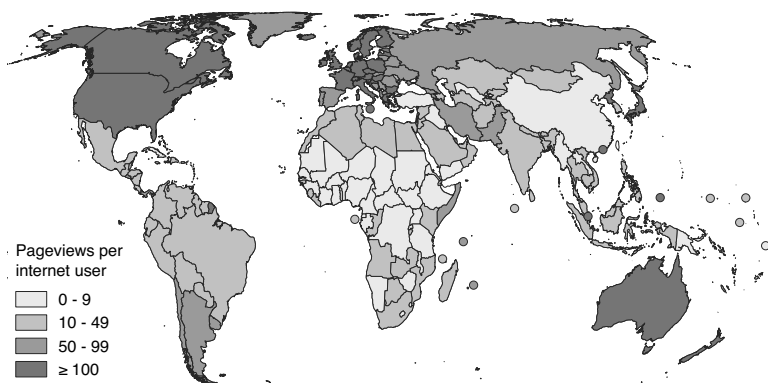 Pageviews per
internet user
0 - 9
10 - 49
50 - 99
≥ 100